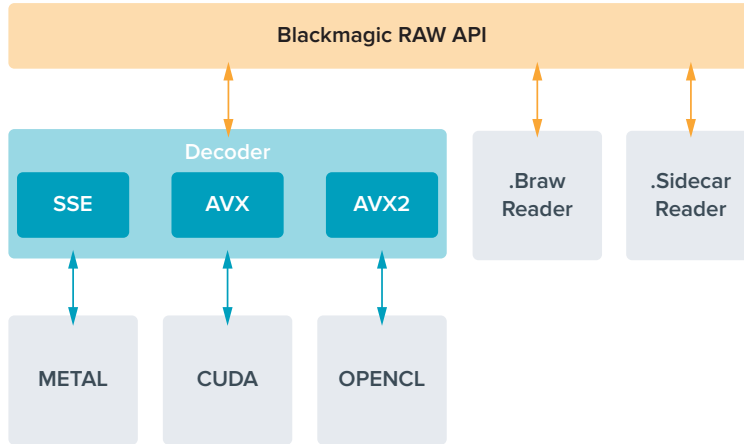 Blackmagic RAW API
Decoder
SSE
AVX
AVX2
.Braw
Reader
.Sidecar
Reader
METAL
CUDA
OPENCL